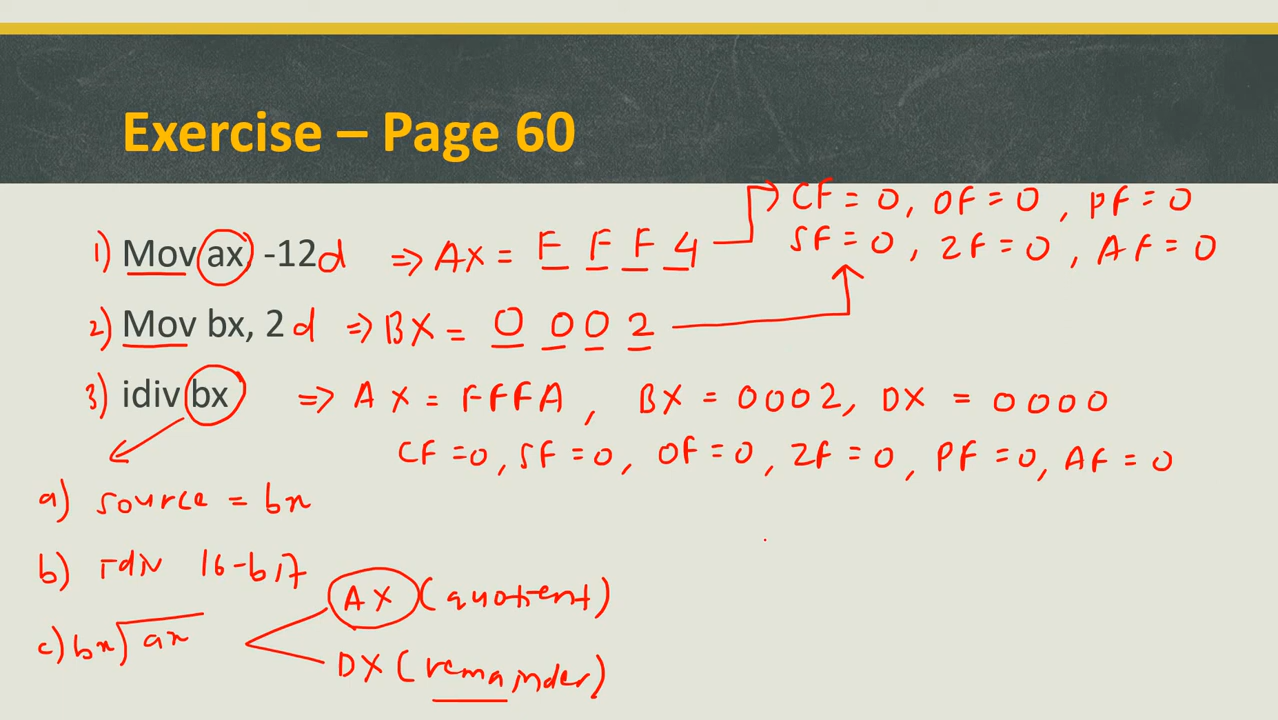 Exercise – Page 60
CF = 0, OF = 0, PF = 0
1) Mov ax, -12d ⇒ AX = F F F 4
SF = 0, ZF = 0, AF = 0
2) Mov bx, 2 d ⇒ BX = 0 0 0 2
3) idiv bx ⇒ AX = FFFA, BX = 0002, DX = 0000
CF = 0, SF = 0, OF = 0, ZF = 0, PF = 0, AF = 0
a) source = bx
b) 16-bit
AX (quotient)
c) bx ax
DX (remainder)